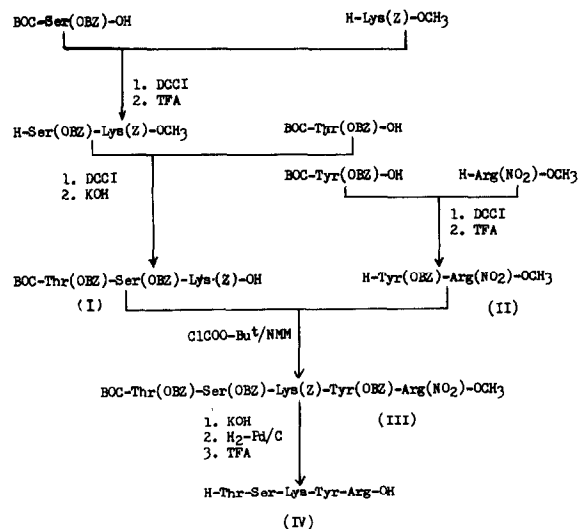 BOC-Ser(OBZ)-OH
H-Lys(Z)-OCH3
1. DCCI
2. TFA
H-Ser(OBZ)-Lys(Z)-OCH3
BOC-Thr(OBZ)-OH
1. DCCI
2. KOH
BOC-Tyr(OBZ)-OH
H-Arg(NO2)-OCH3
1. DCCI
2. TFA
BOC-Thr(OBZ)-Ser(OBZ)-Lys-(Z)-OH
(I)
H-Tyr(OBZ)-Arg(NO2)-OCH3
(II)
ClCOO-Bu^t/NMM
BOC-Thr(OBZ)-Ser(OBZ)-Lys(Z)-Tyr(OBZ)-Arg(NO2)-OCH3
(III)
1. KOH
2. H2-Pd/C
3. TFA
H-Thr-Ser-Lys-Tyr-Arg-OH
(IV)